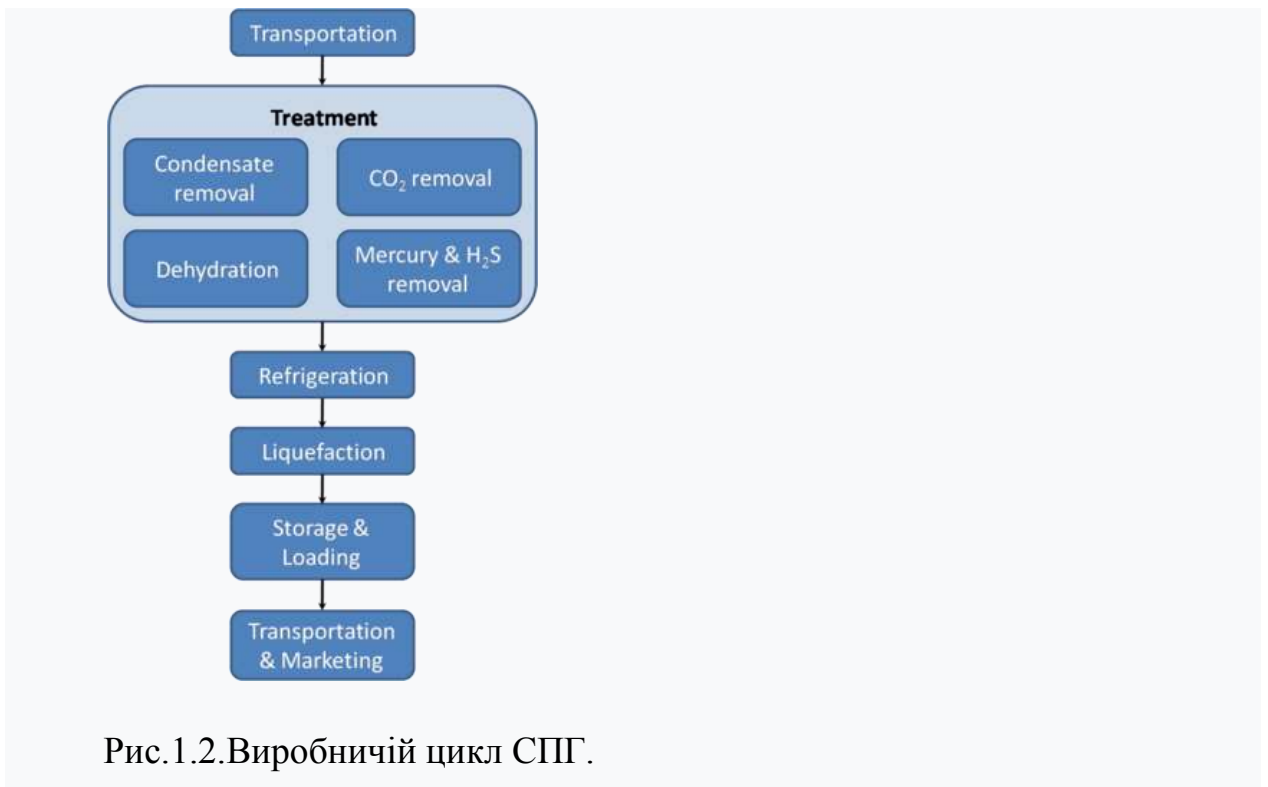 Transportation
Treatment
Condensate
removal
CO₂ removal
Dehydration
Mercury & H₂S
removal
Refrigeration
Liquefaction
Storage &
Loading
Transportation
& Marketing
Рис.1.2.Виробничій цикл СПГ.